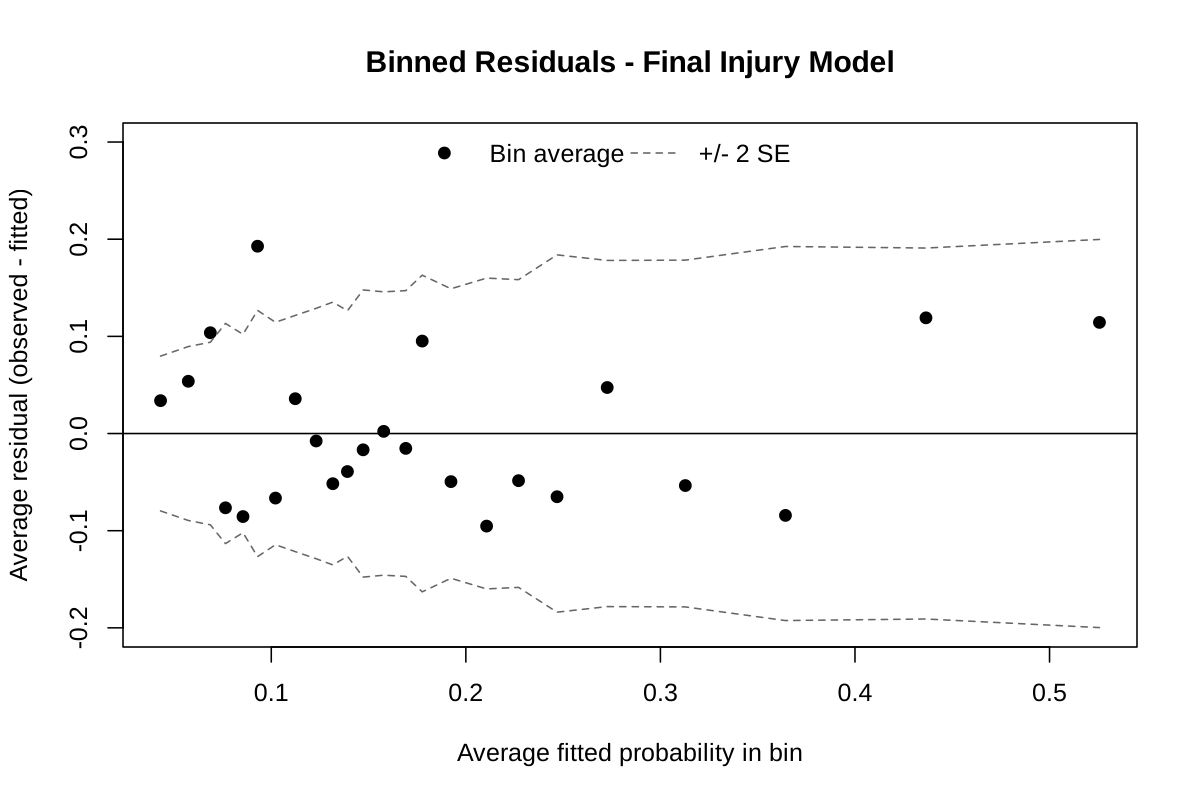 Binned Residuals - Final Injury Model
Bin average +/- 2 SE
Average residual (observed - fitted)
0.3
0.2
0.1
0.0
-0.1
-0.2
0.1 0.2 0.3 0.4 0.5
Average fitted probability in bin